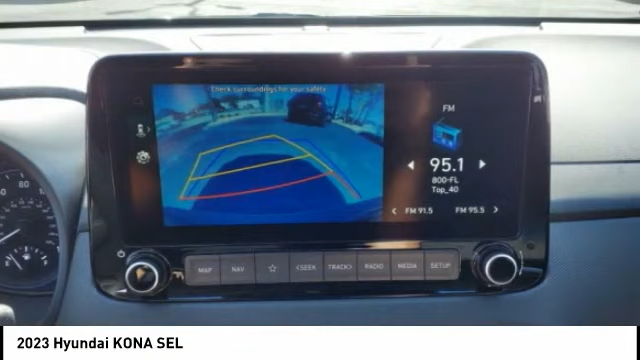 Check surroundings for your safety
FM
95.1
800-FL
Top_40
FM 91.5
FM 95.5
MAP
NAV
SEEK
TRACK
RADIO
MEDIA
SETUP
80
2023 Hyundai KONA SEL